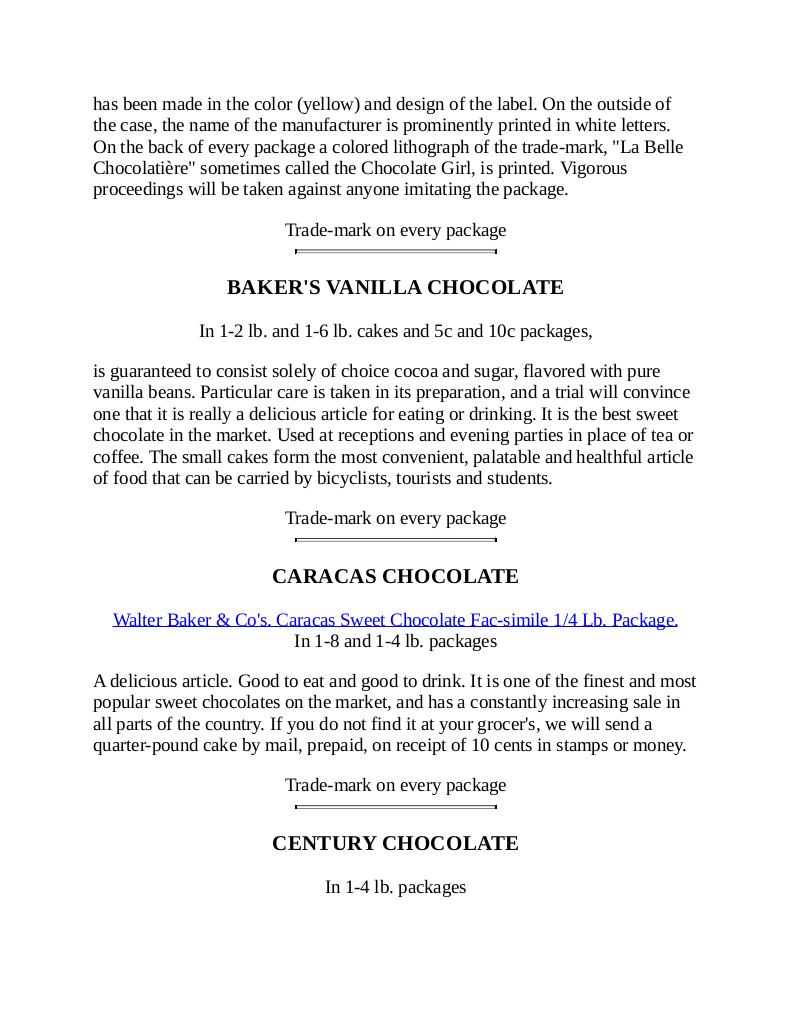 has been made in the color (yellow) and design of the label. On the outside of
the case, the name of the manufacturer is prominently printed in white letters.
On the back of every package a colored lithograph of the trade-mark, "La Belle
Chocolatière" sometimes called the Chocolate Girl, is printed. Vigorous
proceedings will be taken against anyone imitating the package.
Trade-mark on every package
BAKER'S VANILLA CHOCOLATE
In 1-2 lb. and 1-6 lb. cakes and 5c and 10c packages,
is guaranteed to consist solely of choice cocoa and sugar, flavored with pure
vanilla beans. Particular care is taken in its preparation, and a trial will convince
one that it is really a delicious article for eating or drinking. It is the best sweet
chocolate in the market. Used at receptions and evening parties in place of tea or
coffee. The small cakes form the most convenient, palatable and healthful article
of food that can be carried by bicyclists, tourists and students.
Trade-mark on every package
CARACAS CHOCOLATE
Walter Baker & Co's. Caracas Sweet Chocolate Fac-simile 1/4 Lb. Package.
In 1-8 and 1-4 lb. packages
A delicious article. Good to eat and good to drink. It is one of the finest and most
popular sweet chocolates on the market, and has a constantly increasing sale in
all parts of the country. If you do not find it at your grocer's, we will send a
quarter-pound cake by mail, prepaid, on receipt of 10 cents in stamps or money.
Trade-mark on every package
CENTURY CHOCOLATE
In 1-4 lb. packages